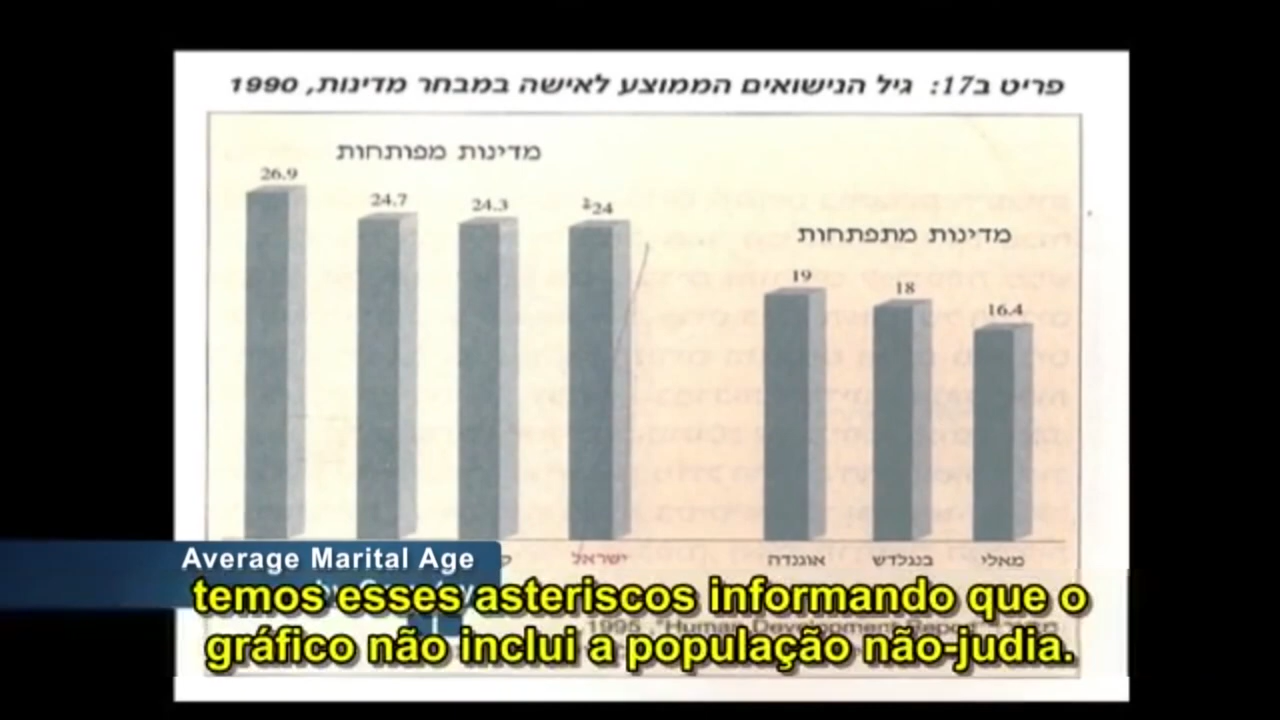 פריט ב17: גיל הנישואים הממוצע לאישה במבחר מדינות, 1990
מדינות מפותחות
26.9
24.7
24.3
24
מדינות מתפתחות
19
18
16.4
ישראל
אוגנדה
בנגלדש
מאלי
Average Marital Age
temos esses asteriscos informando que o
1995 ,"Human Development Report"
gráfico não inclui a população não-judia.